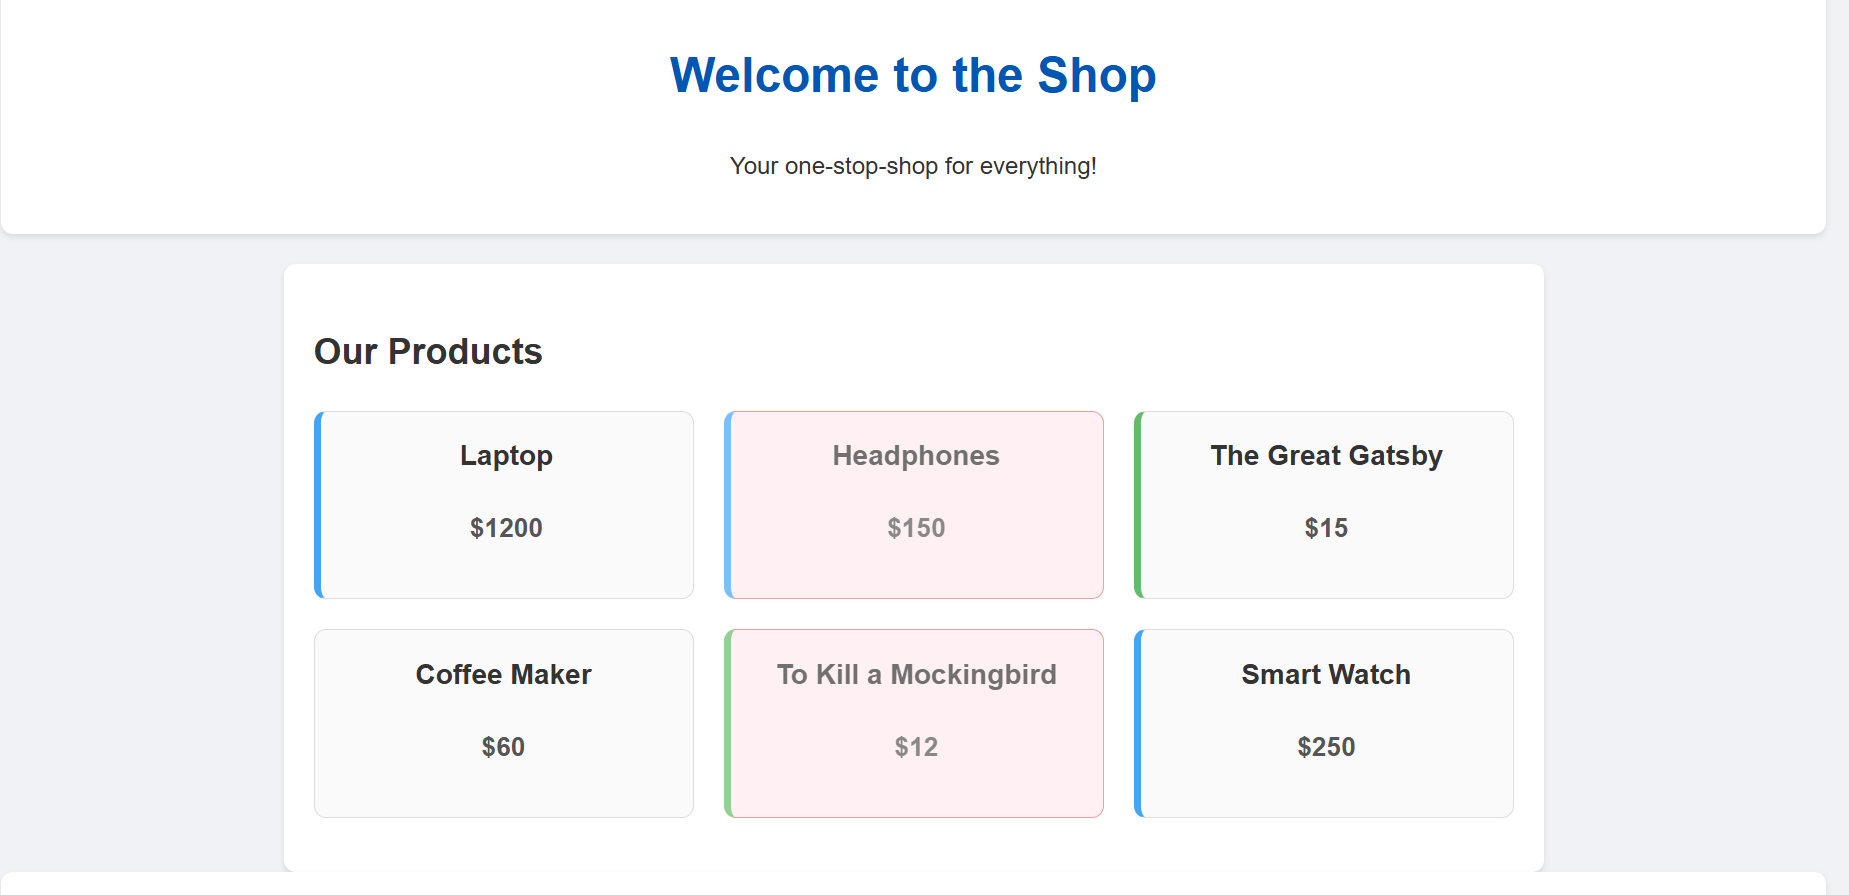 Welcome to the Shop
Your one-stop-shop for everything!
Our Products
Laptop
$1200
Headphones
$150
The Great Gatsby
$15
Coffee Maker
$60
To Kill a Mockingbird
$12
Smart Watch
$250